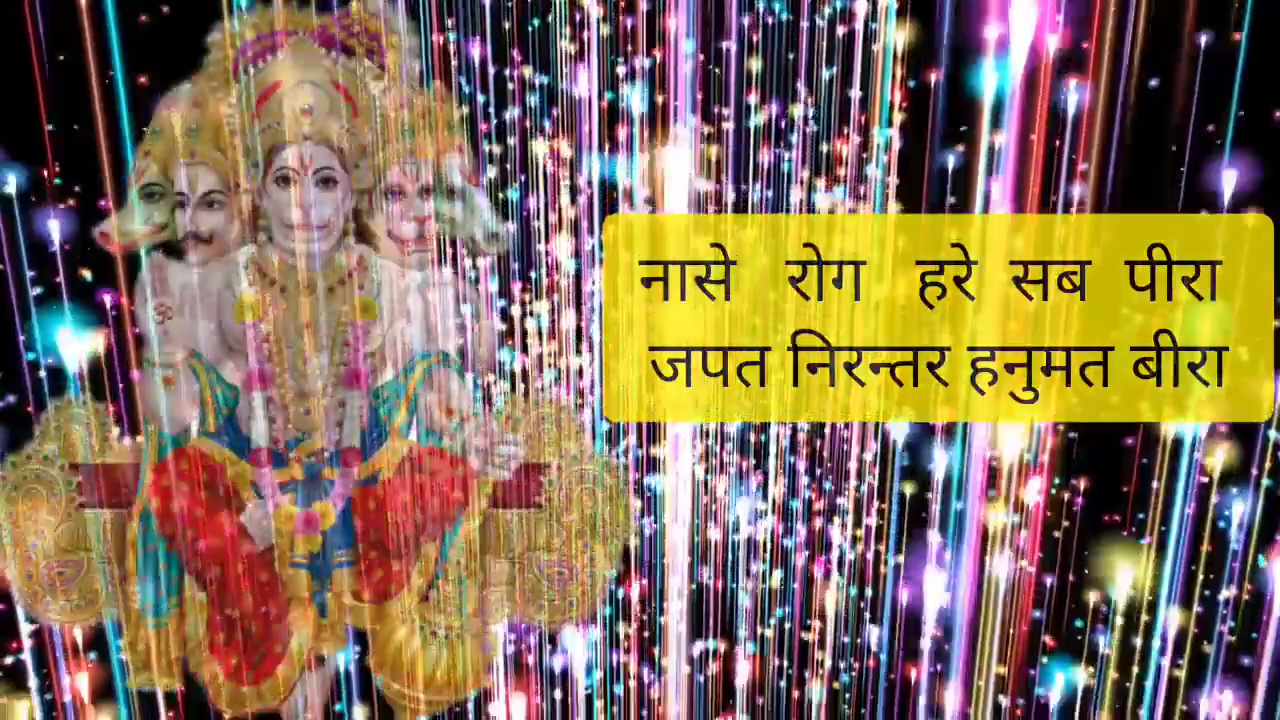 नासे रोग हरे सब पीरा
जपत निरन्तर हनुमत बीरा
ॐ